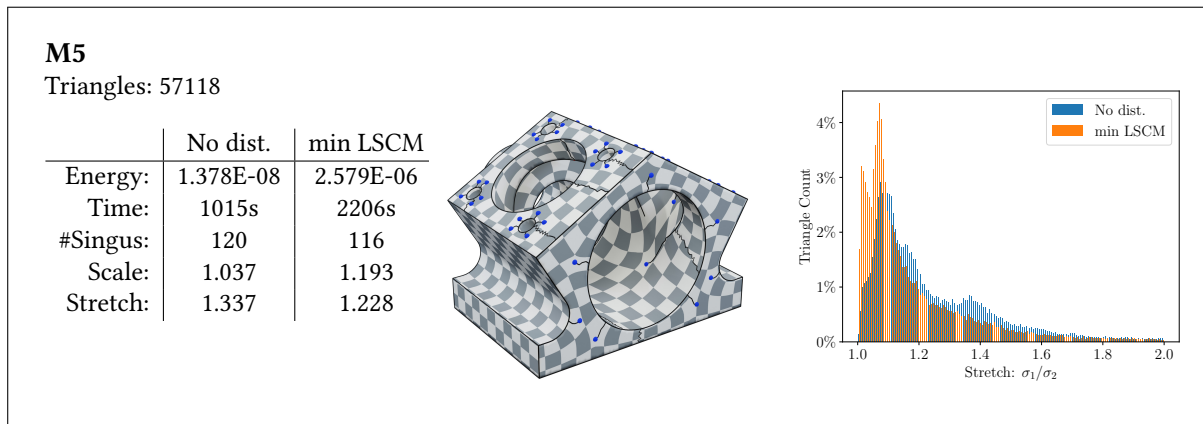 M5
Triangles: 57118
No dist. min LSCM
Energy: 1.378E-08 2.579E-06
Time: 1015s 2206s
#Singus: 120 116
Scale: 1.037 1.193
Stretch: 1.337 1.228
No dist.
min LSCM
4%
3%
2%
1%
0%
Triangle Count
1.0 1.2 1.4 1.6 1.8 2.0
Stretch: σ₁/σ₂